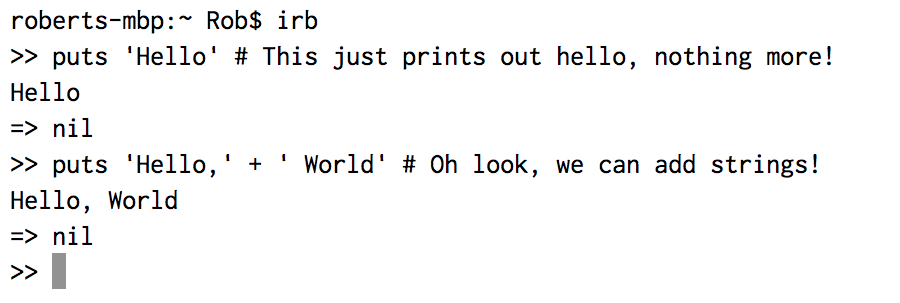 roberts-mbp:~ Rob$ irb
>> puts 'Hello' # This just prints out hello, nothing more!
Hello
=> nil
>> puts 'Hello,' + ' World' # Oh look, we can add strings!
Hello, World
=> nil
>>